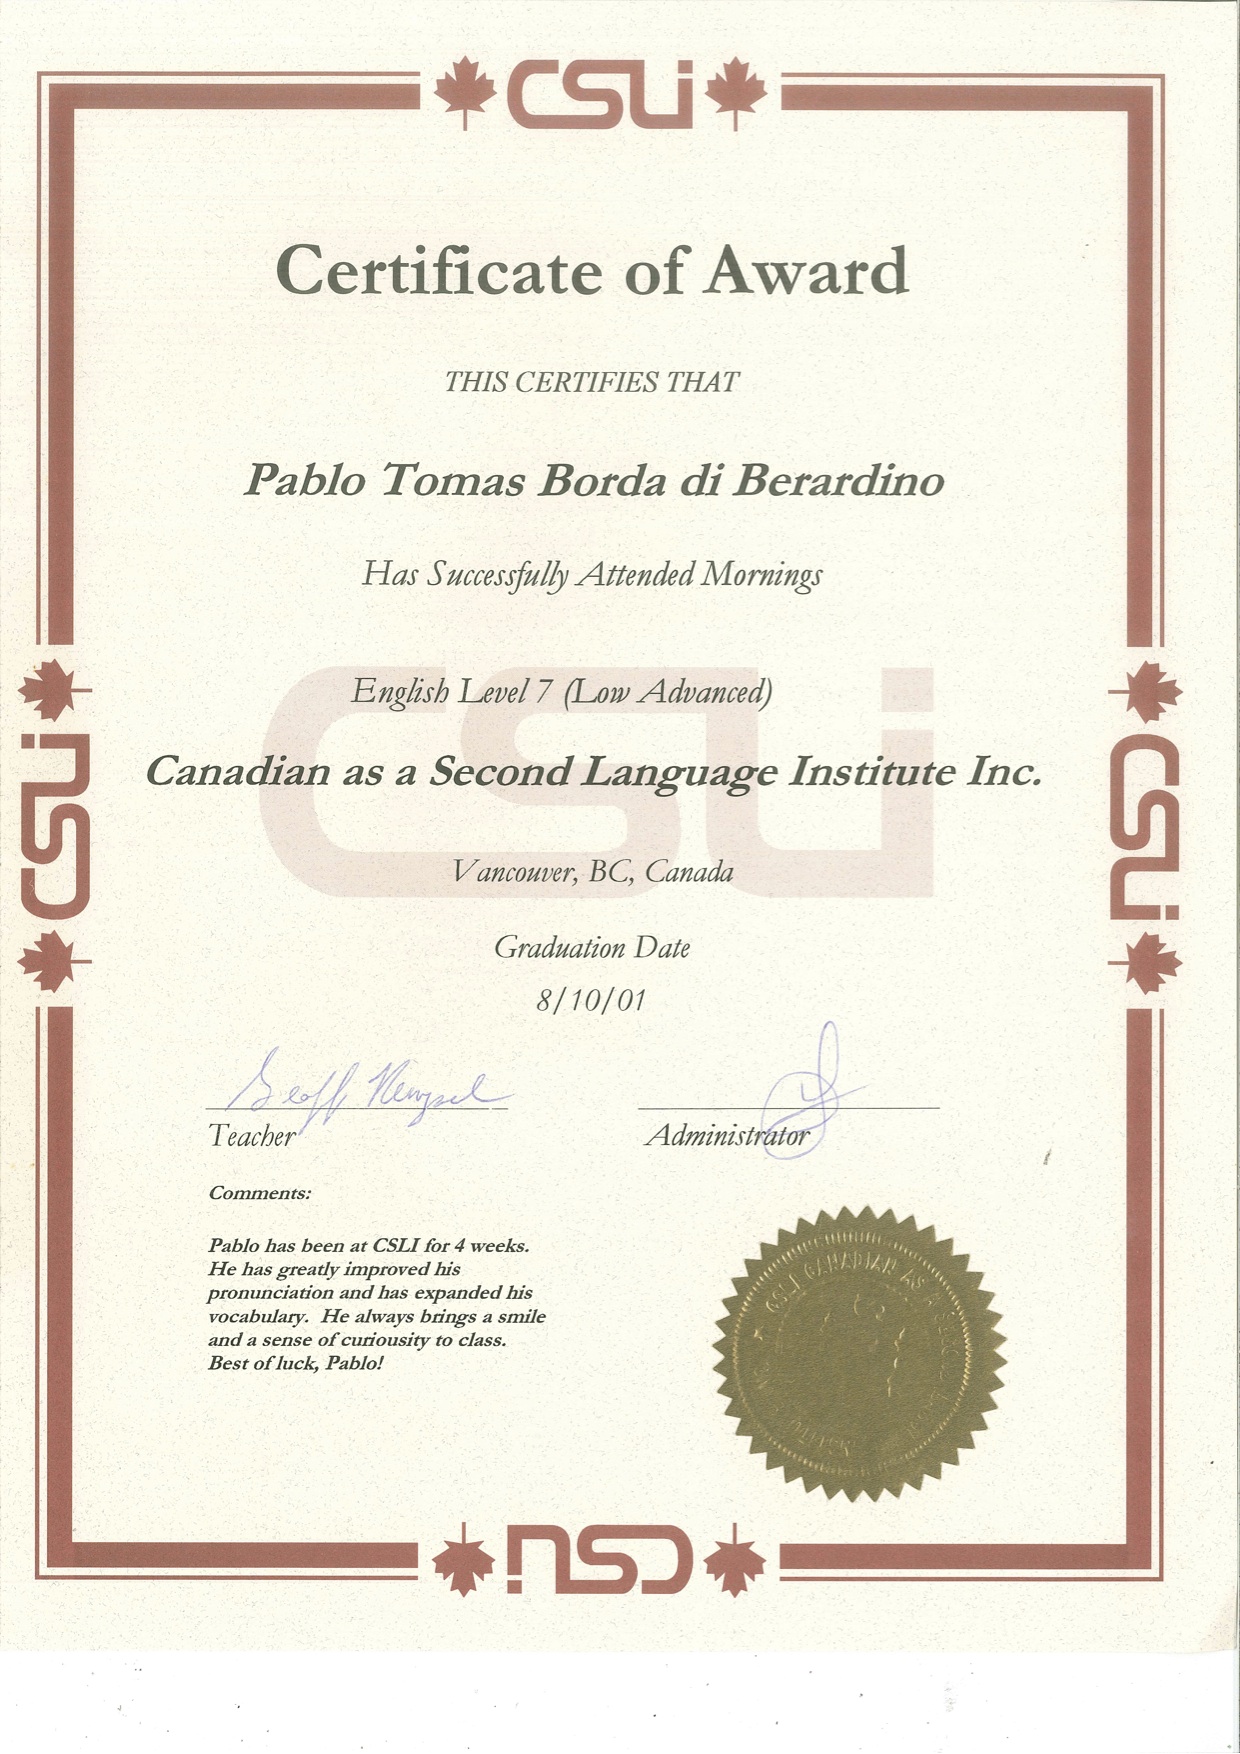 CSLi
Certificate of Award
THIS CERTIFIES THAT
Pablo Tomas Borda di Berardino
Has Successfully Attended Mornings
English Level 7 (Low Advanced)
Canadian as a Second Language Institute Inc.
Vancouver, BC, Canada
Graduation Date
8/10/01
Geoff
Teacher
Administrator
Comments:
Pablo has been at CSLI for 4 weeks.
He has greatly improved his
pronunciation and has expanded his
vocabulary. He always brings a smile
and a sense of curiousity to class.
Best of luck, Pablo!
CSLI CANADIAN AS A SECOND
CSLi
CSLi
CSLi
CSLi